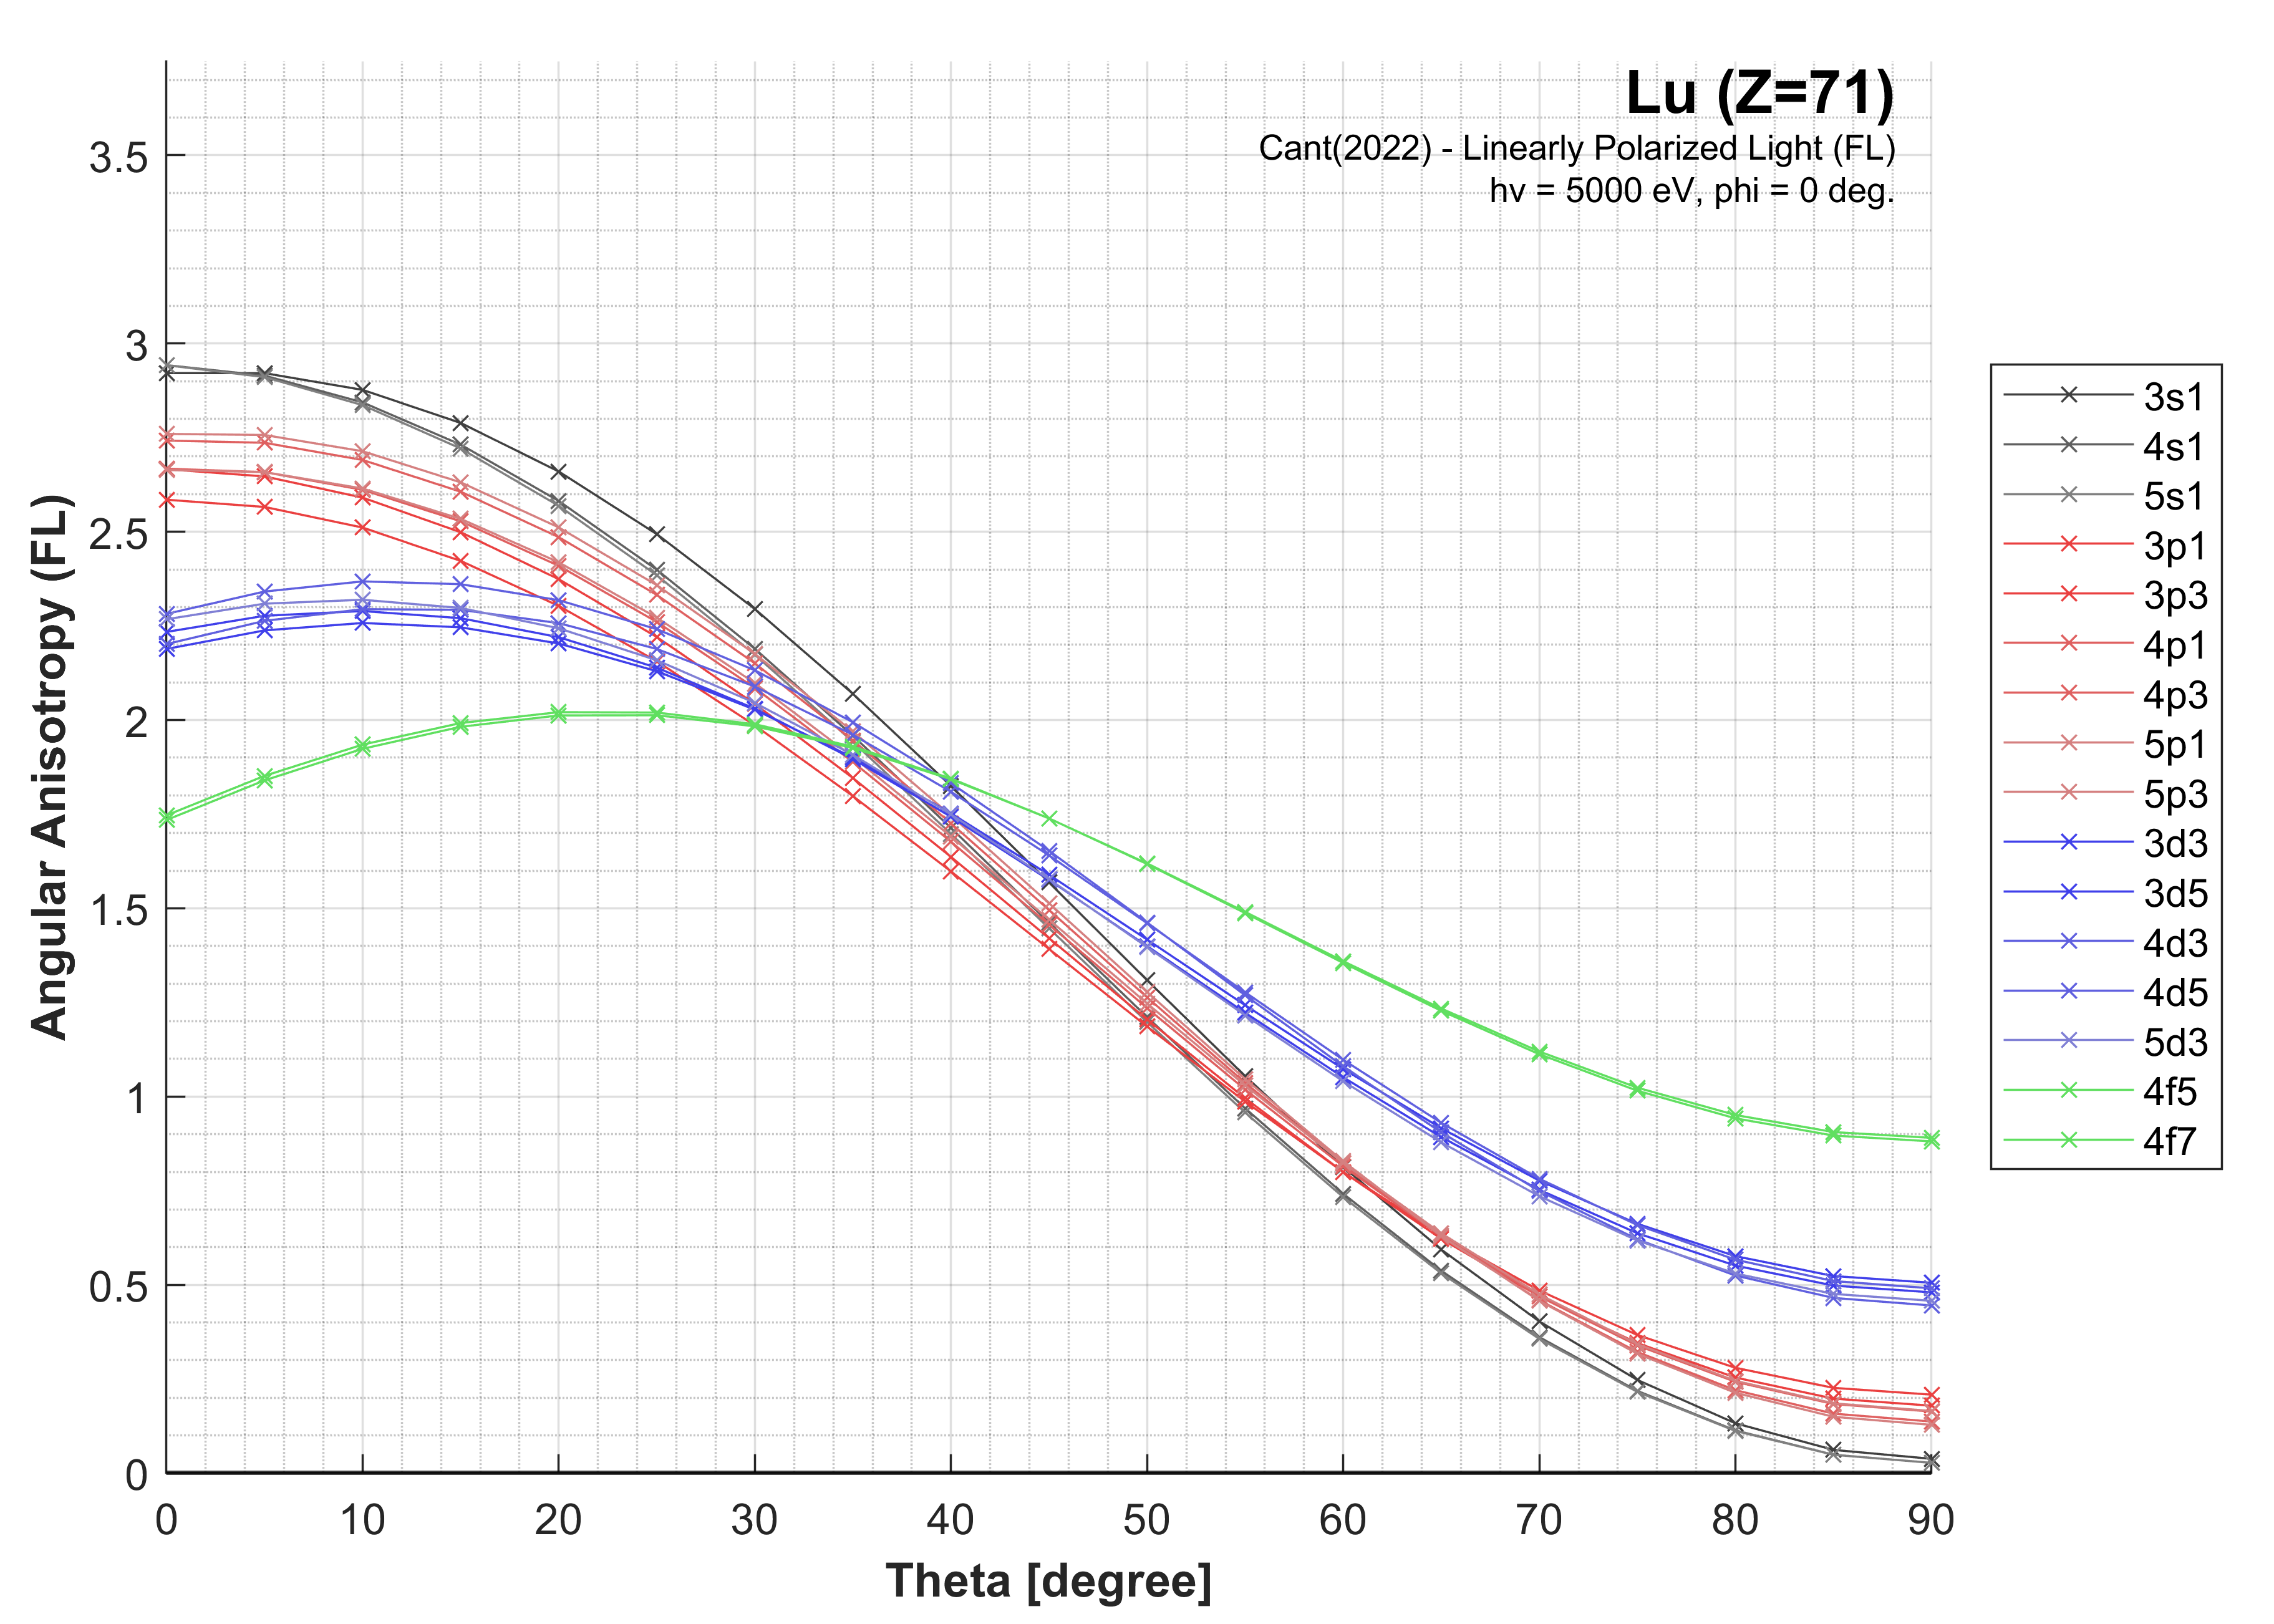 Lu (Z=71)
Cant(2022) - Linearly Polarized Light (FL)
hv = 5000 eV, phi = 0 deg.
Angular Anisotropy (FL)
3.5
3
2.5
2
1.5
1
0.5
0
0 10 20 30 40 50 60 70 80 90
Theta [degree]
3s1
4s1
5s1
3p1
3p3
4p1
4p3
5p1
5p3
3d3
3d5
4d3
4d5
5d3
4f5
4f7